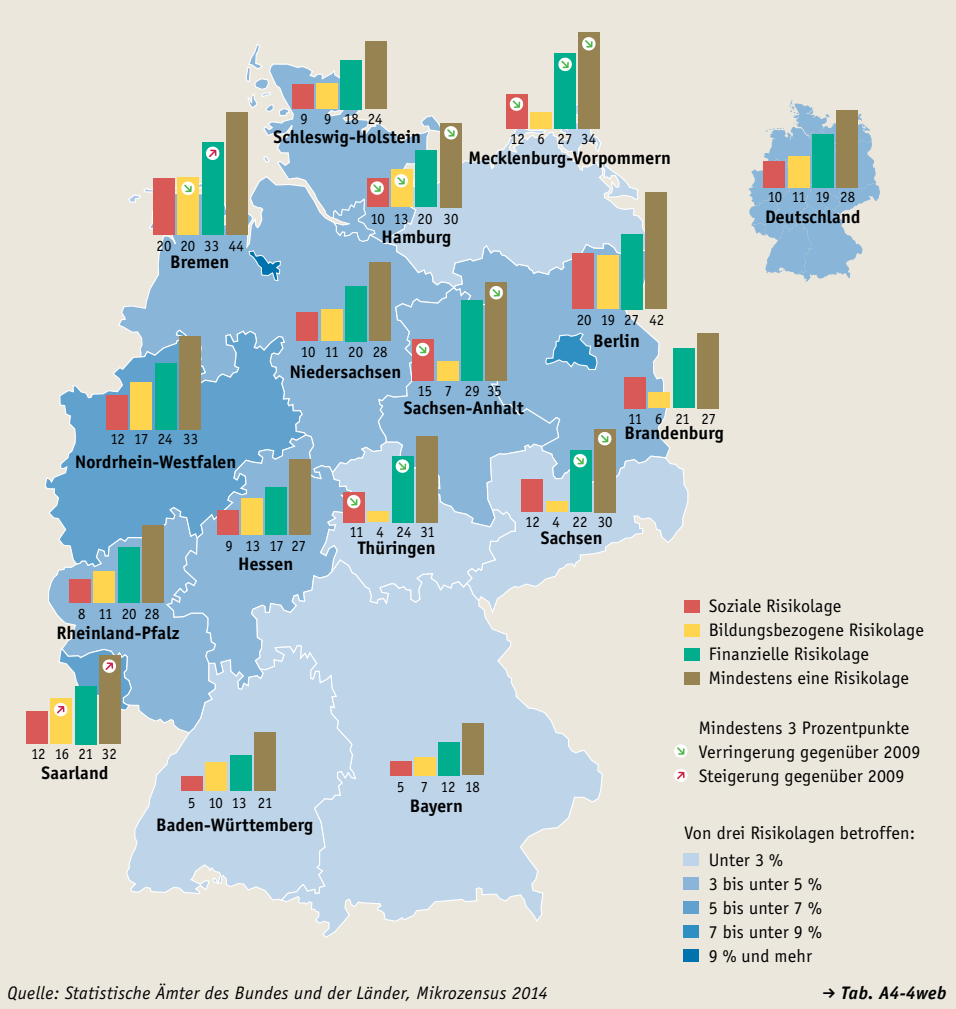 9 9 18 24
Schleswig-Holstein
12 6 27 34
Mecklenburg-Vorpommern
10 11 19 28
Deutschland
10 13 20 30
Hamburg
20 20 33 44
Bremen
20 19 27 42
Berlin
10 11 20 28
Niedersachsen
15 7 29 35
Sachsen-Anhalt
11 6 21 27
Brandenburg
12 17 24 33
Nordrhein-Westfalen
9 13 17 27
Hessen
11 4 24 31
Thüringen
12 4 22 30
Sachsen
8 11 20 28
Rheinland-Pfalz
12 16 21 32
Saarland
5 10 13 21
Baden-Württemberg
5 7 12 18
Bayern
Soziale Risikolage
Bildungsbezogene Risikolage
Finanzielle Risikolage
Mindestens eine Risikolage
Mindestens 3 Prozentpunkte
Verringerung gegenüber 2009
Steigerung gegenüber 2009
Von drei Risikolagen betroffen:
Unter 3 %
3 bis unter 5 %
5 bis unter 7 %
7 bis unter 9 %
9 % und mehr
Quelle: Statistische Ämter des Bundes und der Länder, Mikrozensus 2014
→ Tab. A4-4web